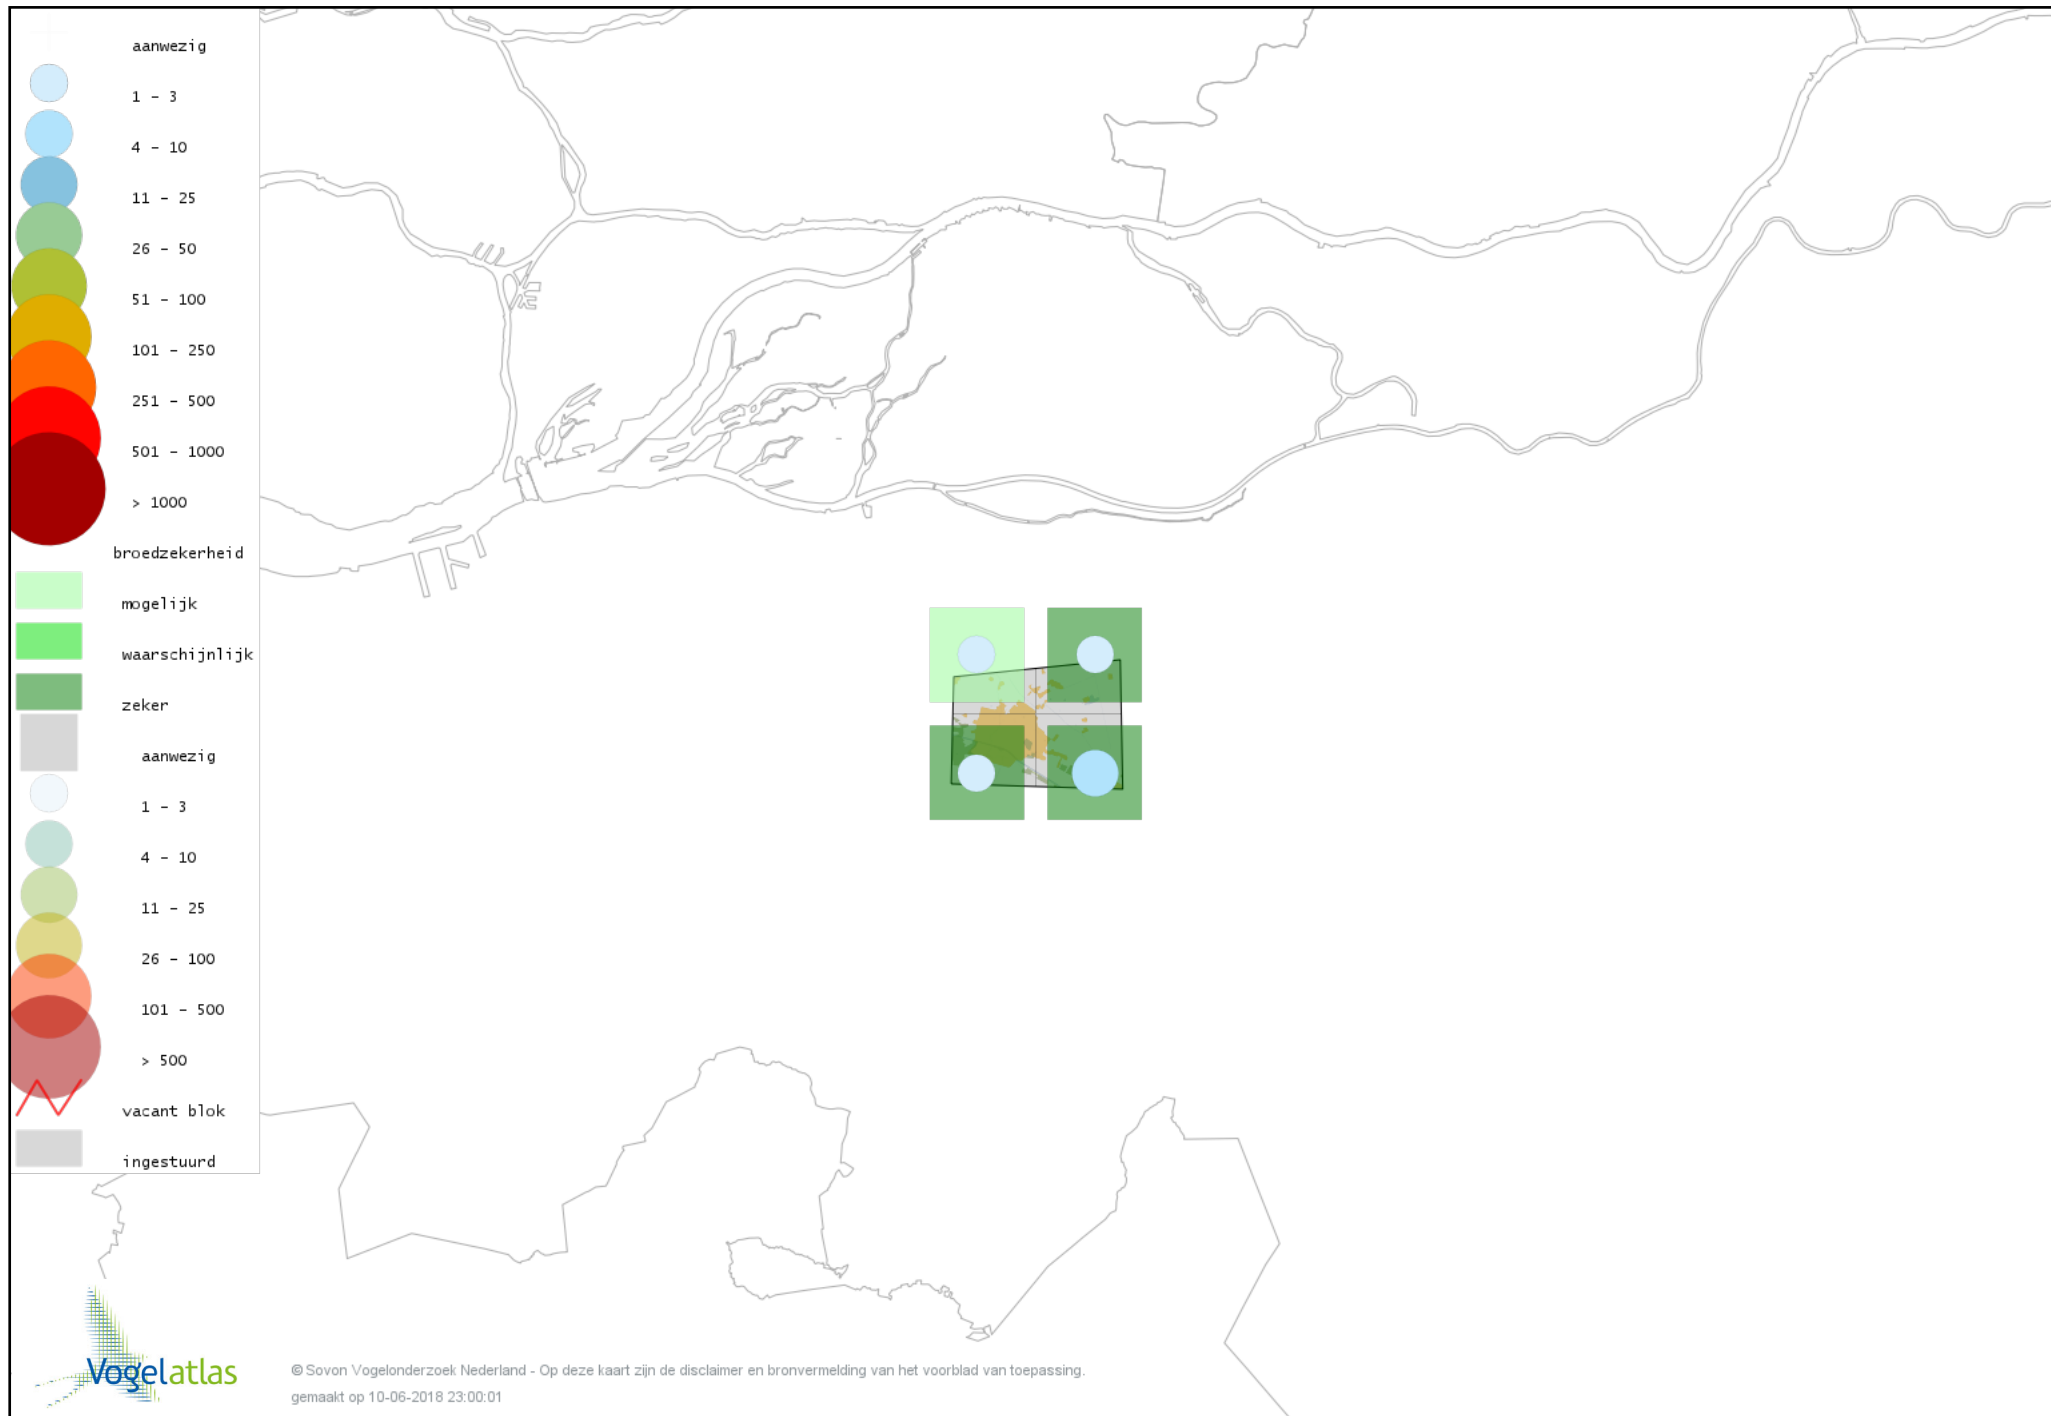 aanwezig
1 - 3
4 - 10
11 - 25
26 - 50
51 - 100
101 - 250
251 - 500
501 - 1000
> 1000
broedzekerheid
mogelijk
waarschijnlijk
zeker
aanwezig
1 - 3
4 - 10
11 - 25
26 - 100
101 - 500
> 500
vacant blok
ingestuurd
Vogelatlas
© Sovon Vogelonderzoek Nederland - Op deze kaart zijn de disclaimer en bronvermelding van het voorblad van toepassing.
gemaakt op 10-06-2018 23:00:01